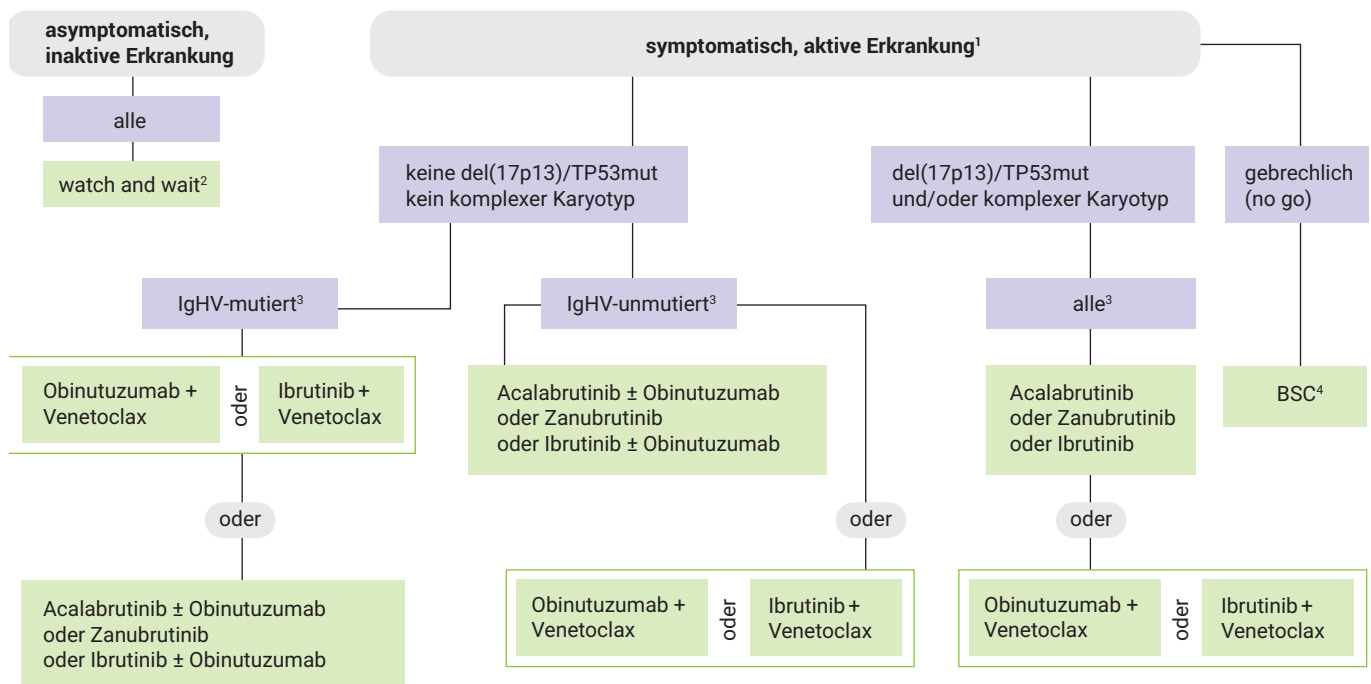 asymptomatisch,
inaktive Erkrankung
symptomatisch, aktive Erkrankung¹
alle
watch and wait²
keine del(17p13)/TP53mut
kein komplexer Karyotyp
del(17p13)/TP53mut
und/oder komplexer Karyotyp
gebrechlich
(no go)
IgHV-mutiert³
IgHV-unmutiert³
alle³
Obinutuzumab +
Venetoclax
oder
Ibrutinib +
Venetoclax
Acalabrutinib ± Obinutuzumab
oder Zanubrutinib
oder Ibrutinib ± Obinutuzumab
Acalabrutinib
oder Zanubrutinib
oder Ibrutinib
BSC⁴
oder
oder
oder
Acalabrutinib ± Obinutuzumab
oder Zanubrutinib
oder Ibrutinib ± Obinutuzumab
Obinutuzumab +
Venetoclax
oder
Ibrutinib +
Venetoclax
Obinutuzumab +
Venetoclax
oder
Ibrutinib +
Venetoclax